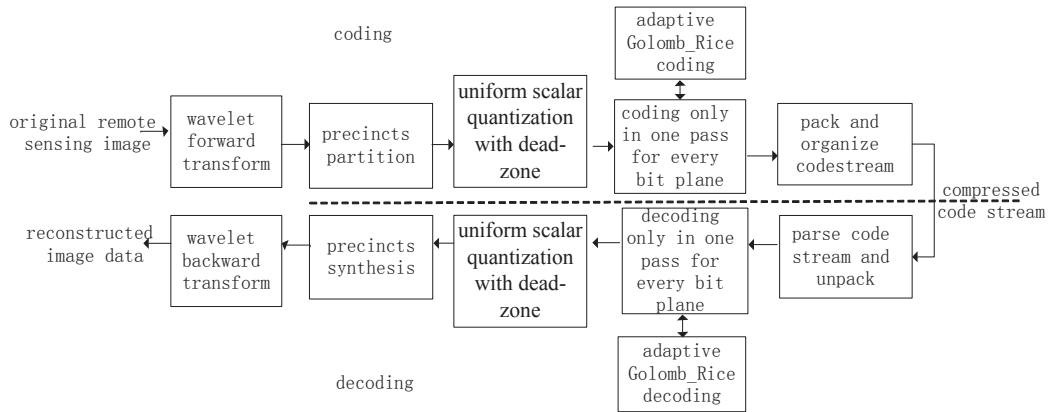 coding
adaptive
Golomb_Rice
coding
original remote
sensing image
wavelet
forward
transform
precincts
partition
uniform scalar
quantization
with dead-
zone
coding only
in one pass
for every
bit plane
pack and
organize
codestream
compressed
code stream
reconstructed
image data
wavelet
backward
transform
precincts
synthesis
uniform scalar
quantization
with dead-
zone
decoding
only in one
pass for
every bit
plane
parse code
stream and
unpack
decoding
adaptive
Golomb_Rice
decoding